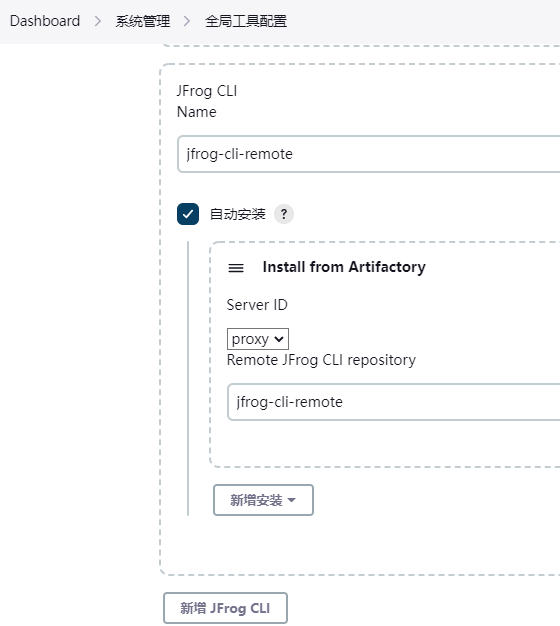 Dashboard > 系统管理 > 全局工具配置
JFrog CLI
Name
jfrog-cli-remote
自动安装 ?
Install from Artifactory
Server ID
proxy
Remote JFrog CLI repository
jfrog-cli-remote
新增安装
新增 JFrog CLI